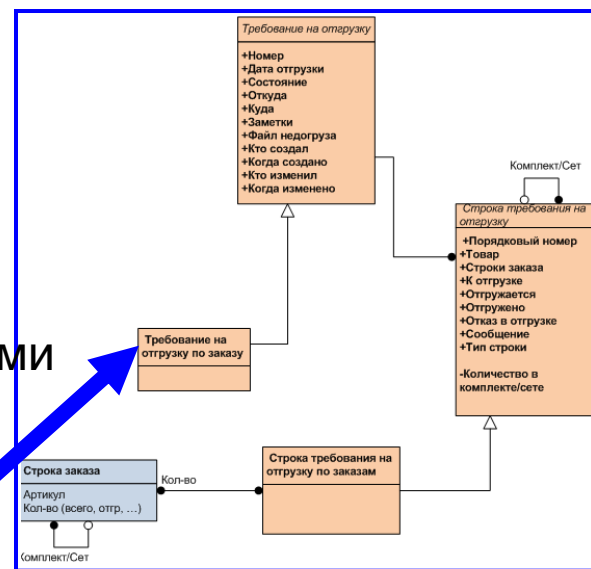 Требование на отгрузку
+Номер
+Дата отгрузки
+Состояние
+Откуда
+Куда
+Заметки
+Файл недогруза
+Кто создал
+Когда создано
+Кто изменил
+Когда изменено
Комплект/Сет
Строка требования на
отгрузку
+Порядковый номер
+Товар
+Строки заказа
+К отгрузке
+Отгружается
+Отгружено
+Отказ в отгрузке
+Сообщение
+Тип строки
-Количество в
комплекте/сете
Требование на
отгрузку по заказу
ми
Строка требования на
отгрузку по заказам
Кол-во
Строка заказа
Артикул
Кол-во (всего, отгр, ...)
Комплект/Сет